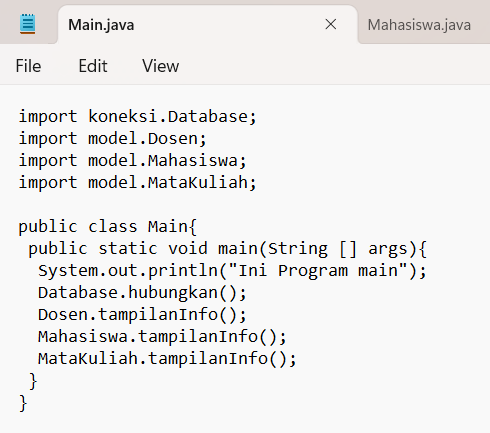 Main.java
Mahasiswa.java
File Edit View
import koneksi.Database;
import model.Dosen;
import model.Mahasiswa;
import model.MataKuliah;

public class Main{
 public static void main(String [] args){
  System.out.println("Ini Program main");
  Database.hubungkan();
  Dosen.tampilanInfo();
  Mahasiswa.tampilanInfo();
  MataKuliah.tampilanInfo();
 }
}